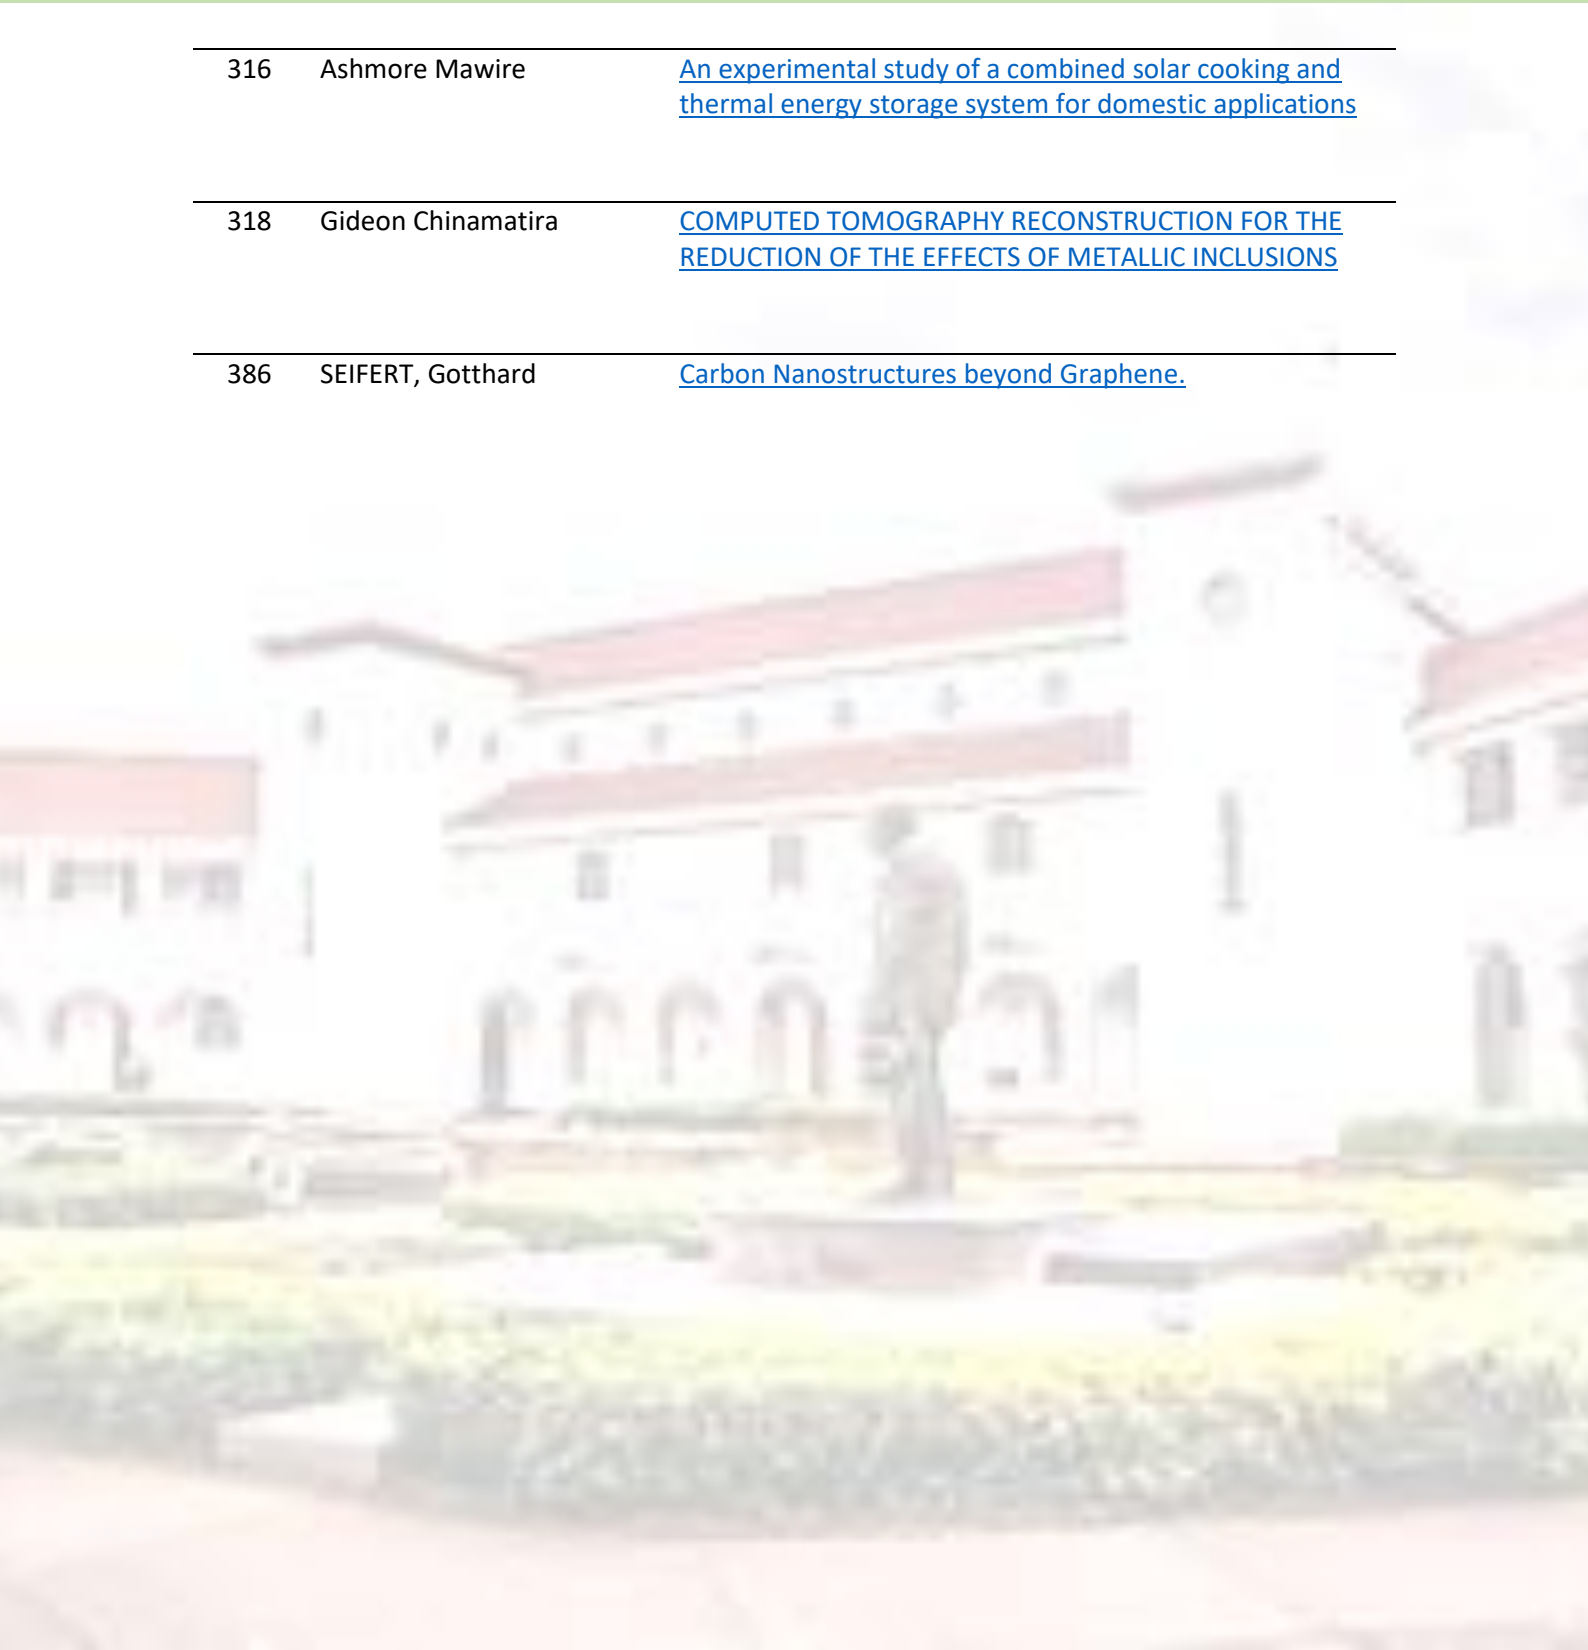 316 Ashmore Mawire An experimental study of a combined solar cooking and
thermal energy storage system for domestic applications
318 Gideon Chinamatira COMPUTED TOMOGRAPHY RECONSTRUCTION FOR THE
REDUCTION OF THE EFFECTS OF METALLIC INCLUSIONS
386 SEIFERT, Gotthard Carbon Nanostructures beyond Graphene.